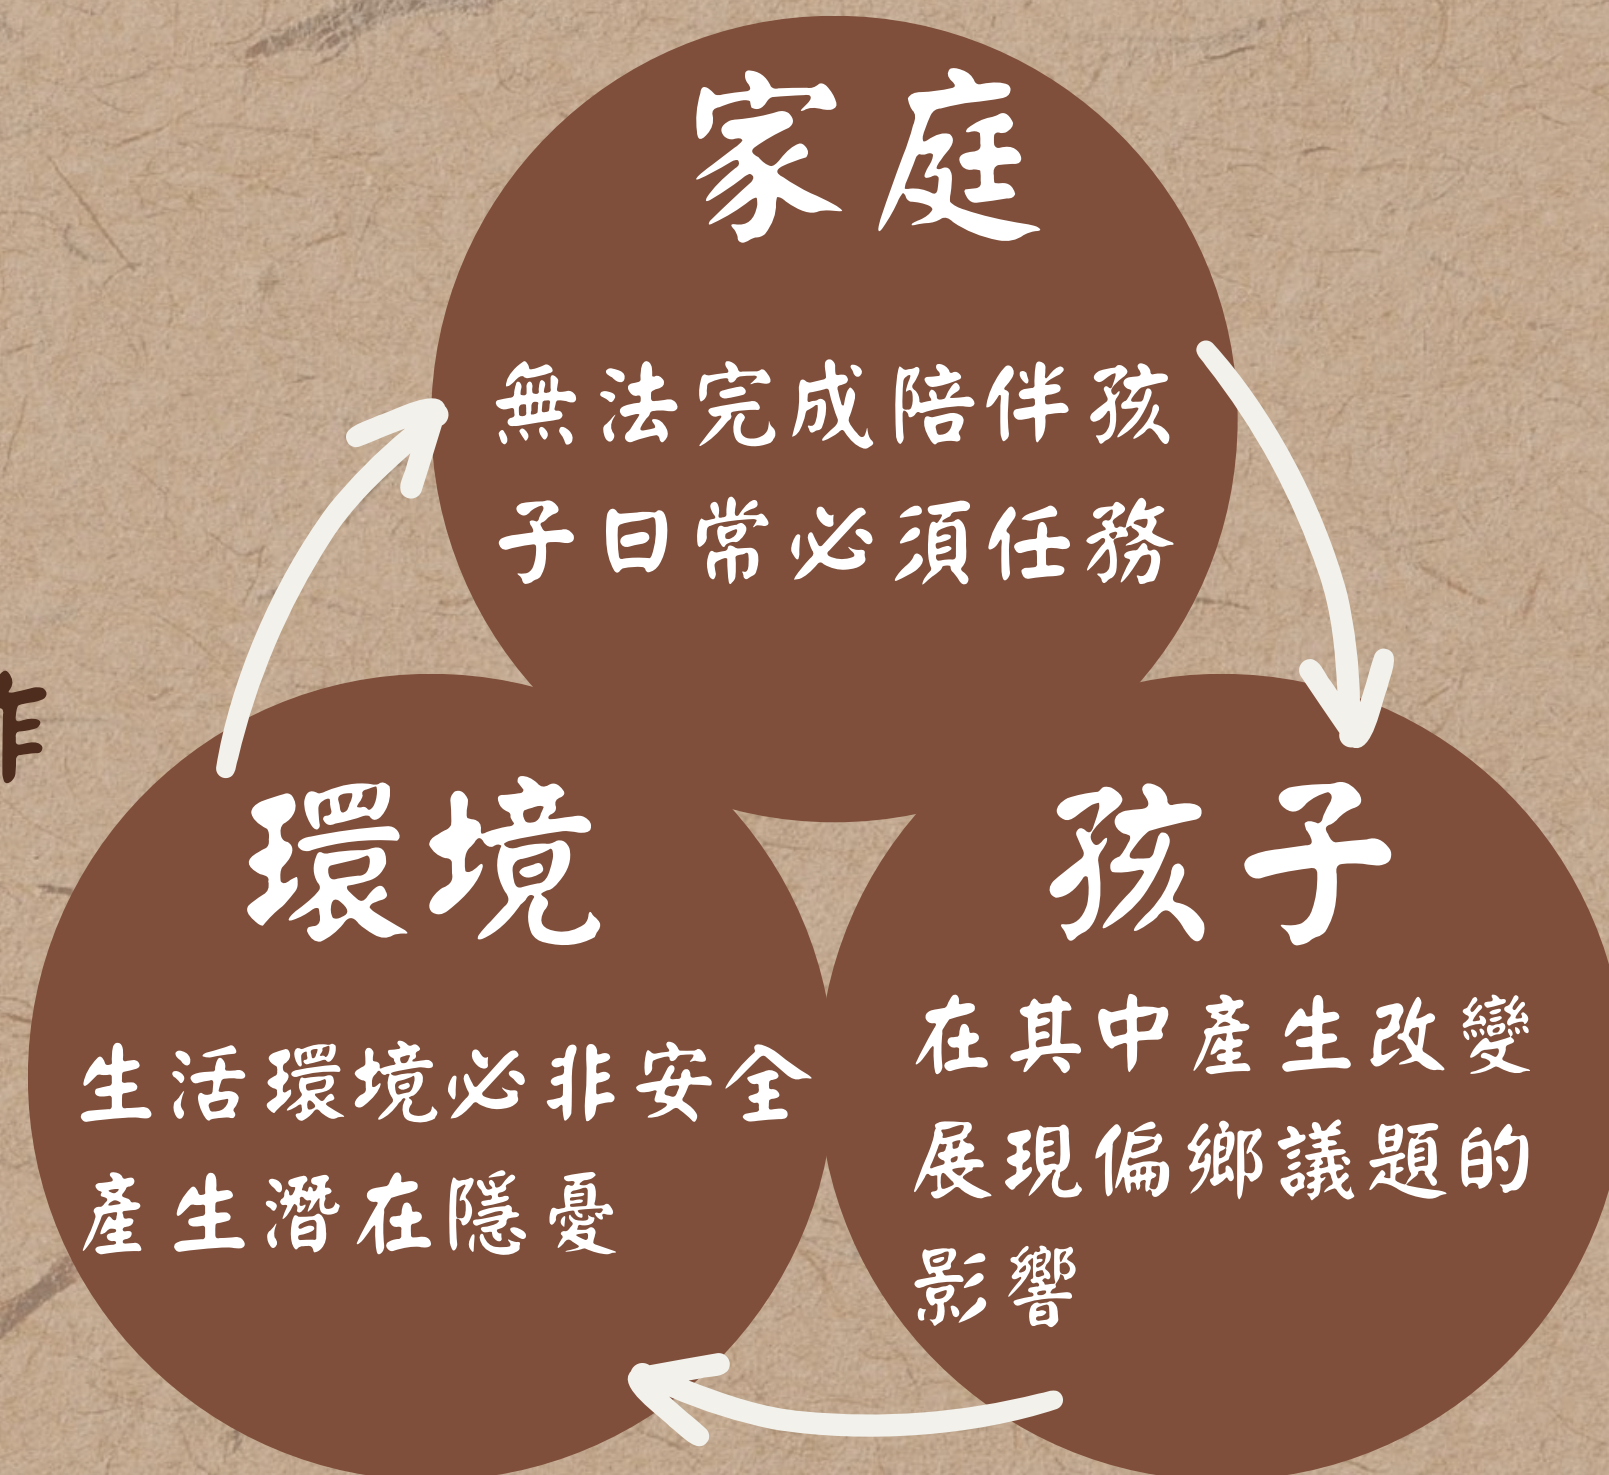 家庭
無法完成陪伴孩
子日常必須任務
環境
生活環境必非安全
產生潛在隱憂
孩子
在其中產生改變
展現偏鄉議題的
影響